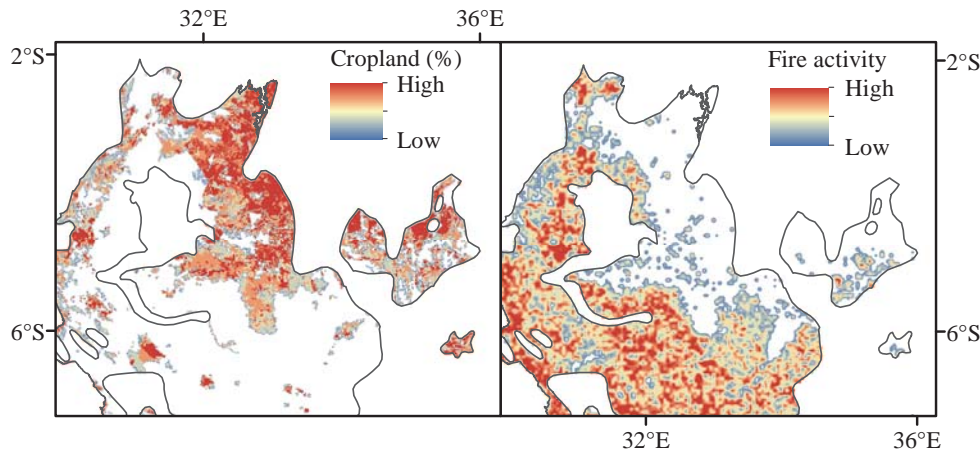 32°E
36°E
2°S
2°S
Cropland (%)
High
Low
Fire activity
High
Low
6°S
6°S
32°E
36°E